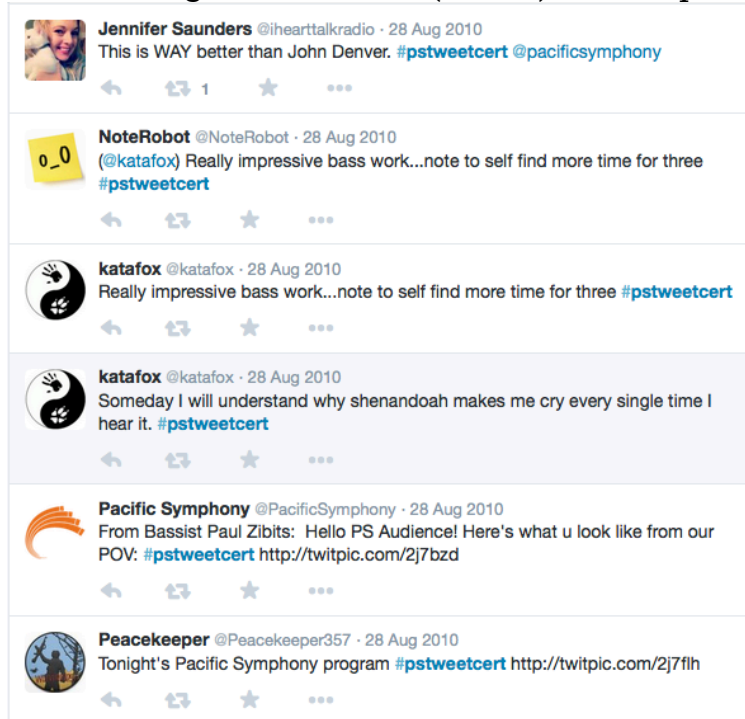 Jennifer Saunders @ihearttalkradio · 28 Aug 2010
This is WAY better than John Denver. #pstweetcert @pacificsymphony
1
0_0
NoteRobot @NoteRobot · 28 Aug 2010
(@katafox) Really impressive bass work...note to self find more time for three
#pstweetcert
katafox @katafox · 28 Aug 2010
Really impressive bass work...note to self find more time for three #pstweetcert
katafox @katafox · 28 Aug 2010
Someday I will understand why shenandoah makes me cry every single time I
hear it. #pstweetcert
Pacific Symphony @PacificSymphony · 28 Aug 2010
From Bassist Paul Zibits:  Hello PS Audience! Here's what u look like from our
POV: #pstweetcert http://twitpic.com/2j7bzd
Peacekeeper @Peacekeeper357 · 28 Aug 2010
Tonight's Pacific Symphony program #pstweetcert http://twitpic.com/2j7flh